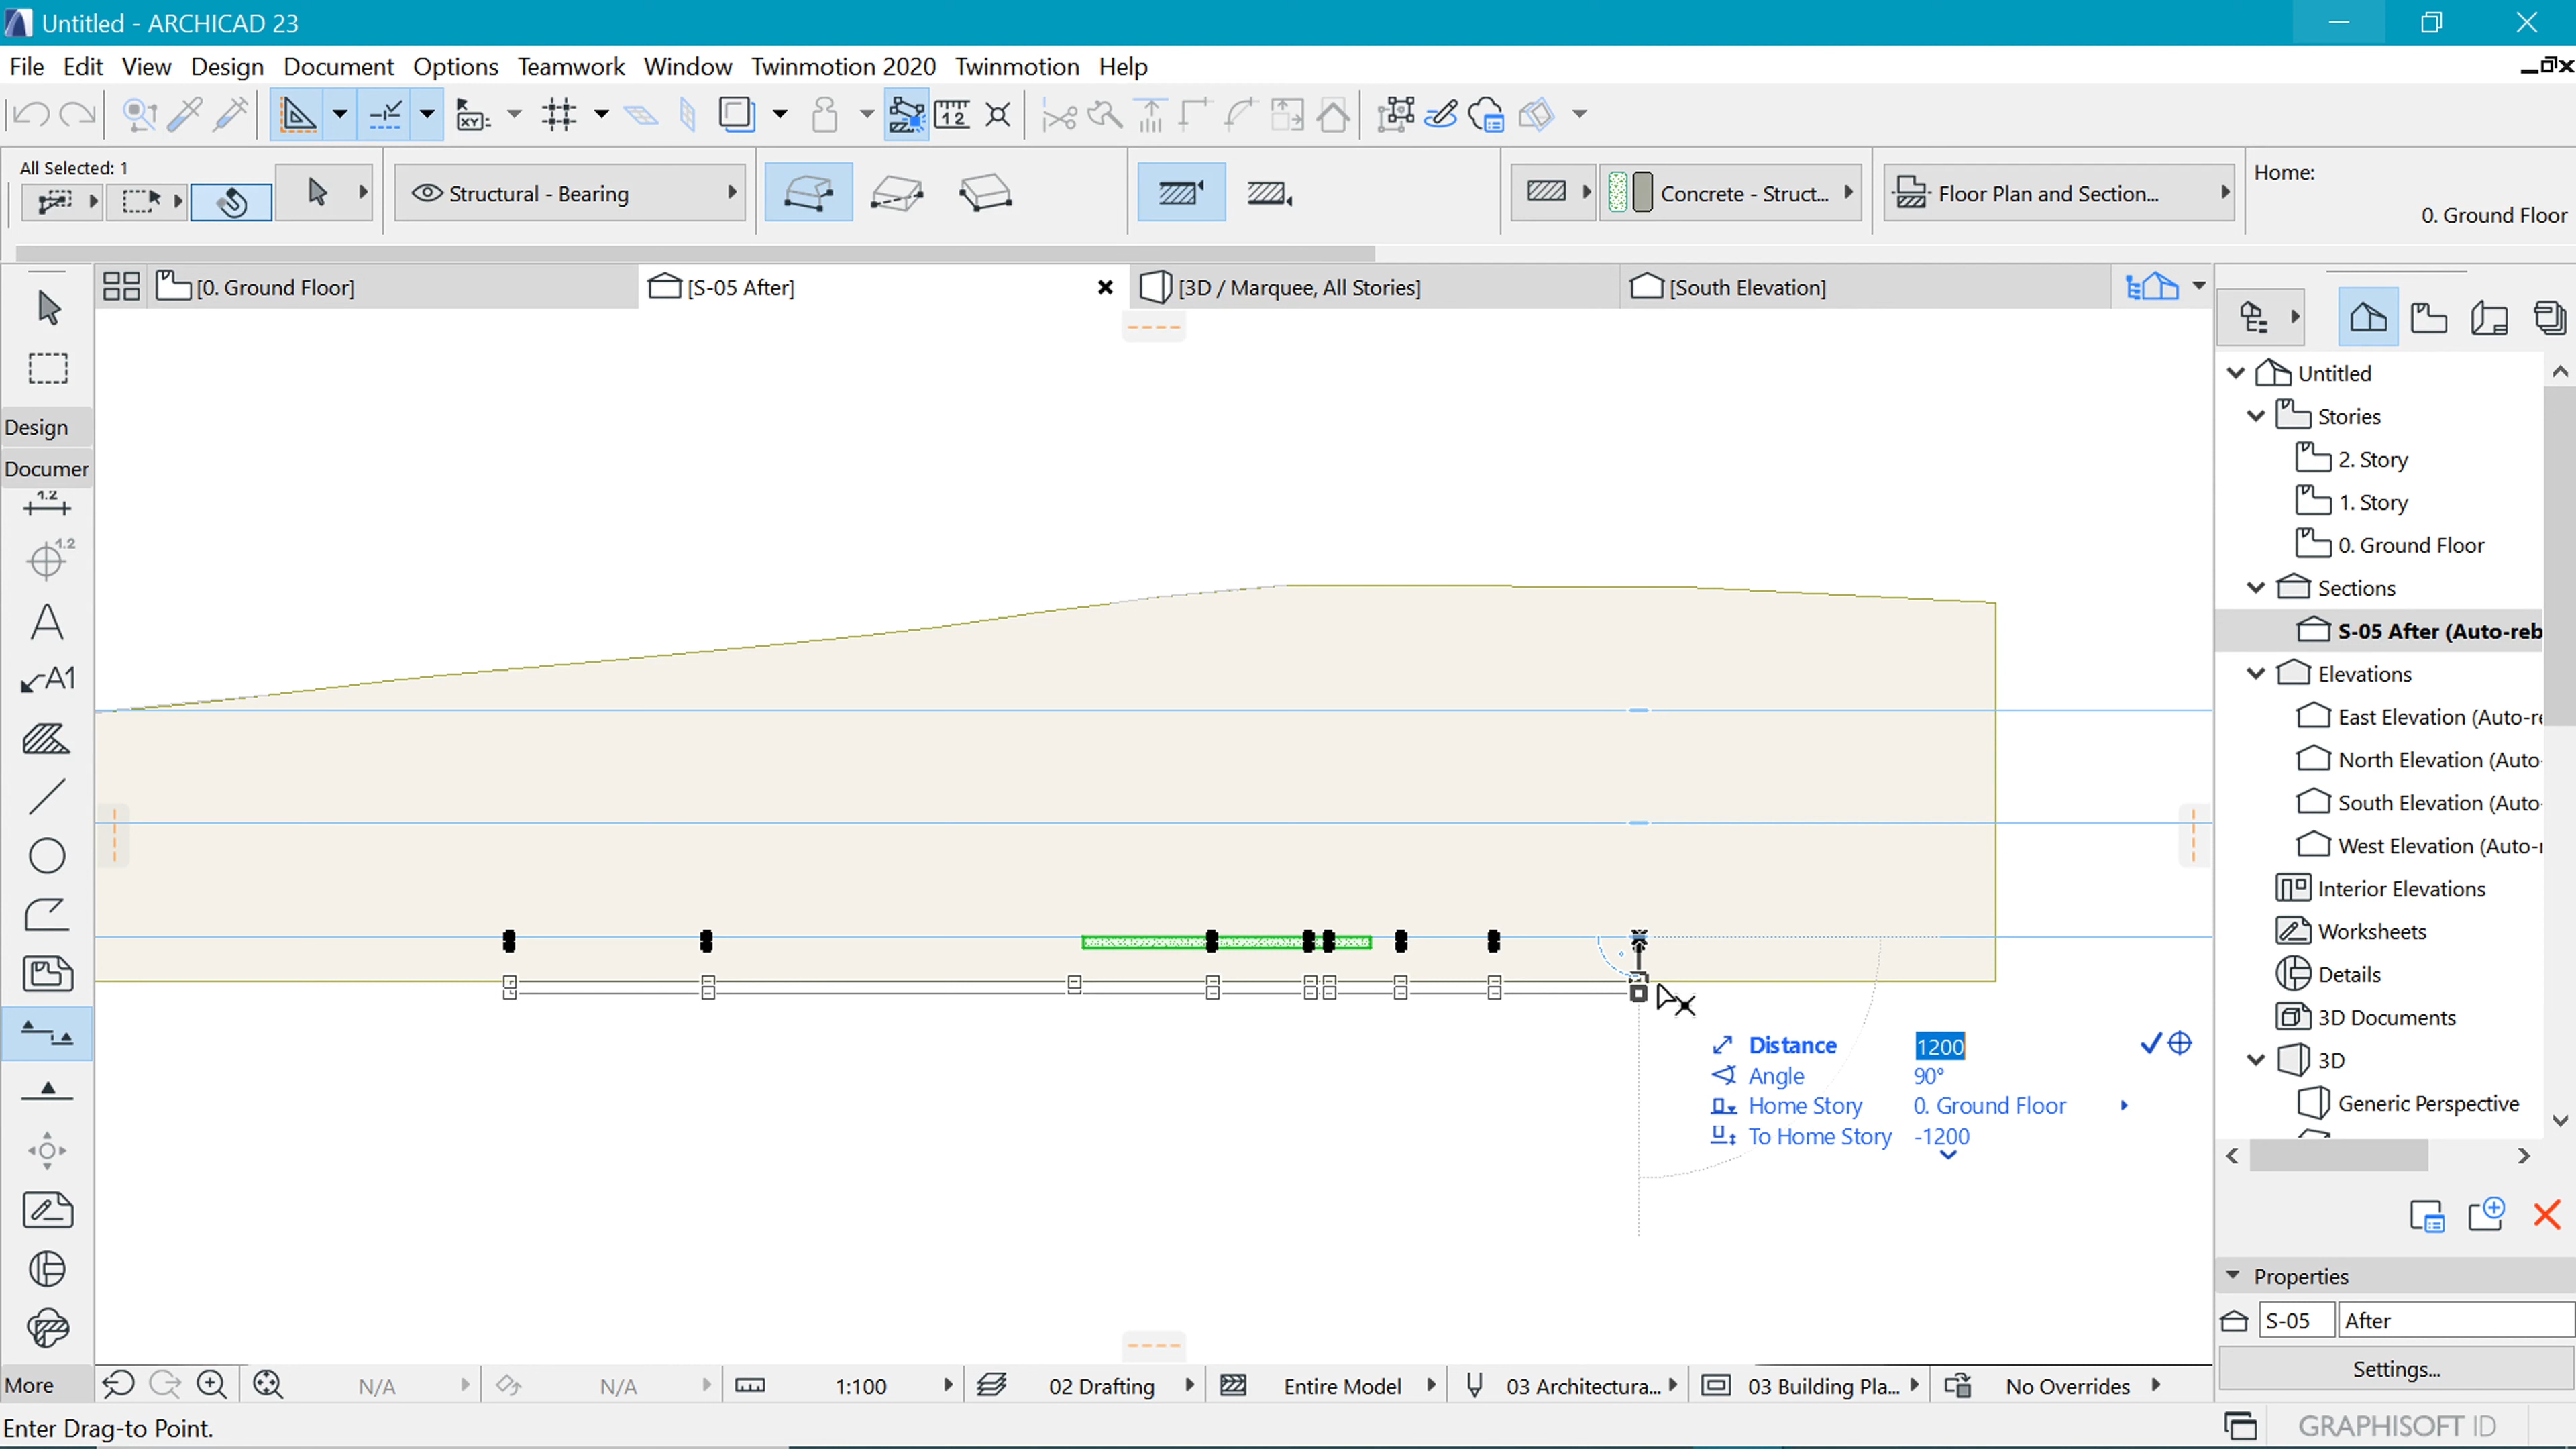 Untitled - ARCHICAD 23
File Edit View Design Document Options Teamwork Window Twinmotion 2020 Twinmotion Help
All Selected: 1
Structural - Bearing
Concrete - Struct...
Floor Plan and Section...
Home:
0. Ground Floor
[0. Ground Floor]
[S-05 After]
[3D / Marquee, All Stories]
[South Elevation]
Design
Documer
1.2
1.2
A
A1
More
Untitled
Stories
2. Story
1. Story
0. Ground Floor
Sections
S-05 After (Auto-reb
Elevations
East Elevation (Auto-re
North Elevation (Auto-
South Elevation (Auto-
West Elevation (Auto-r
Interior Elevations
Worksheets
Details
3D Documents
3D
Generic Perspective
Distance 1200
Angle 90°
Home Story 0. Ground Floor
To Home Story -1200
Properties
S-05 After
Settings...
N/A N/A 1:100 02 Drafting Entire Model 03 Architectura... 03 Building Pla... No Overrides
Enter Drag-to Point.
GRAPHISOFT ID